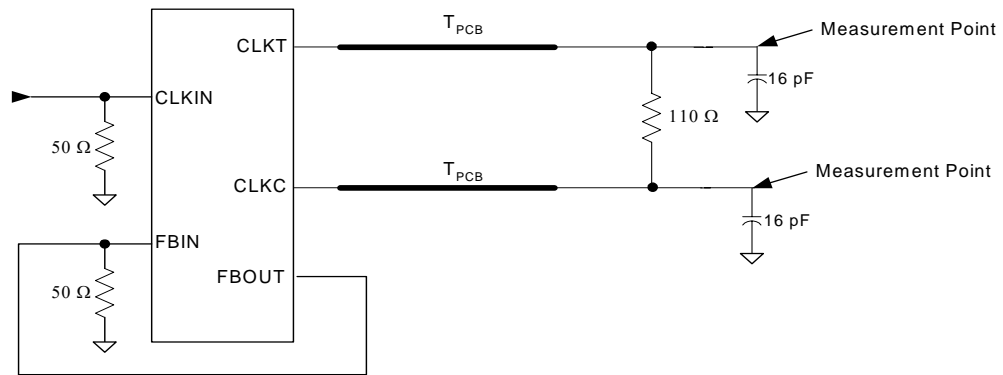 T_PCB
Measurement Point
CLKT
16 pF
CLKIN
110 Ω
50 Ω
T_PCB
Measurement Point
CLKC
16 pF
FBIN
FBOUT
50 Ω